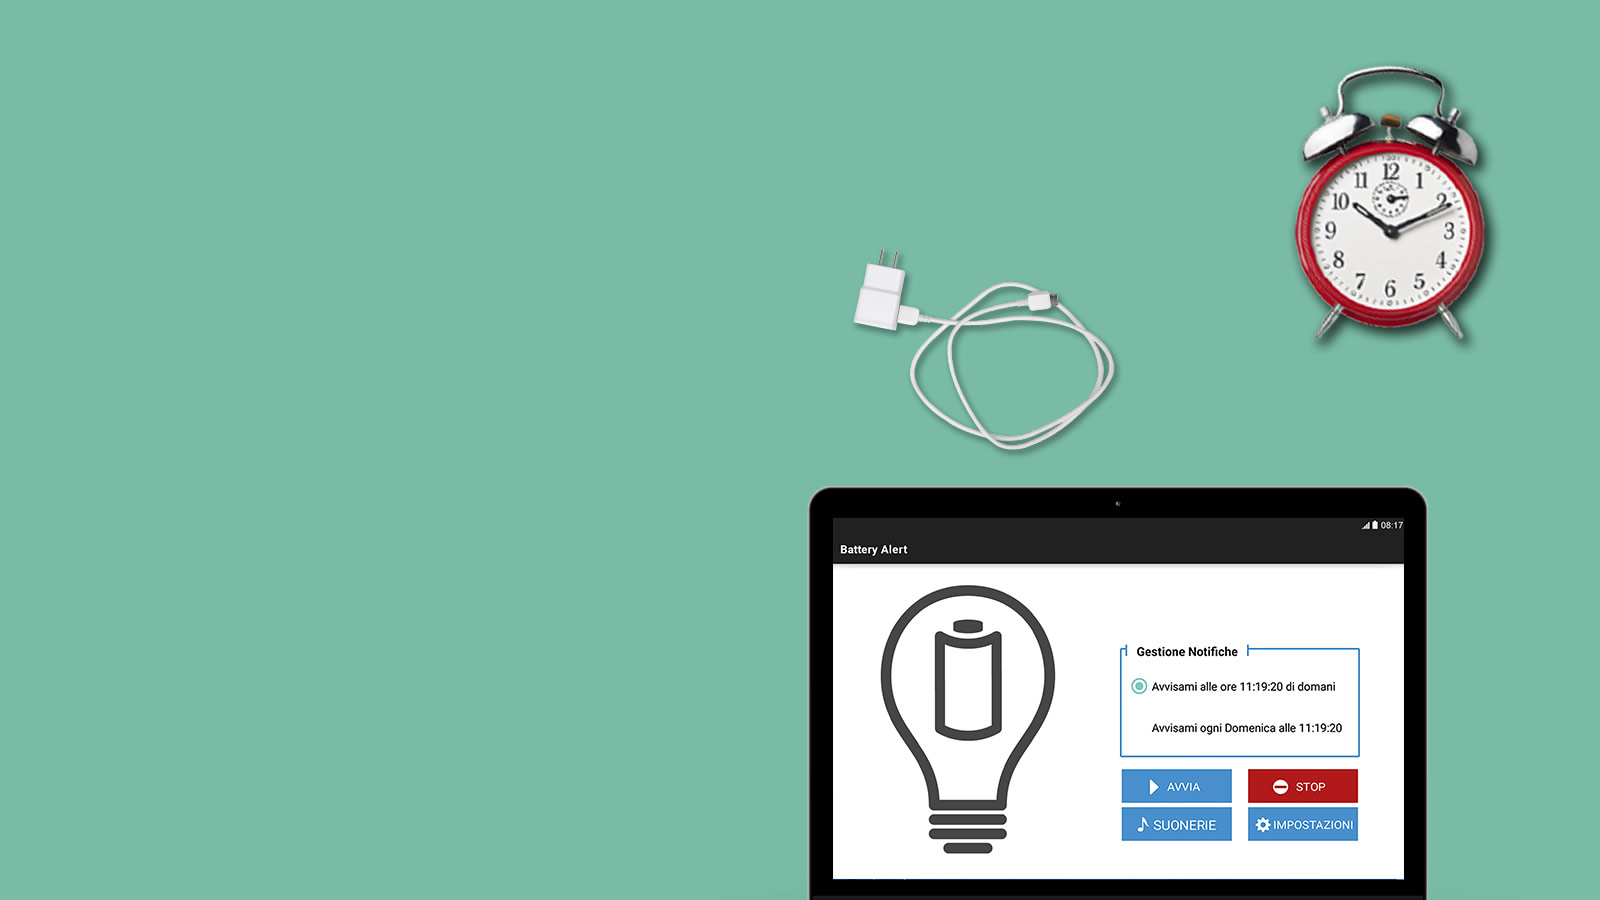 12
11 1
10 2
9 3
8 4
7 5
6
08:17
Battery Alert
Gestione Notifiche
Avvisami alle ore 11:19:20 di domani
Avvisami ogni Domenica alle 11:19:20
AVVIA
STOP
SUONERIE
IMPOSTAZIONI